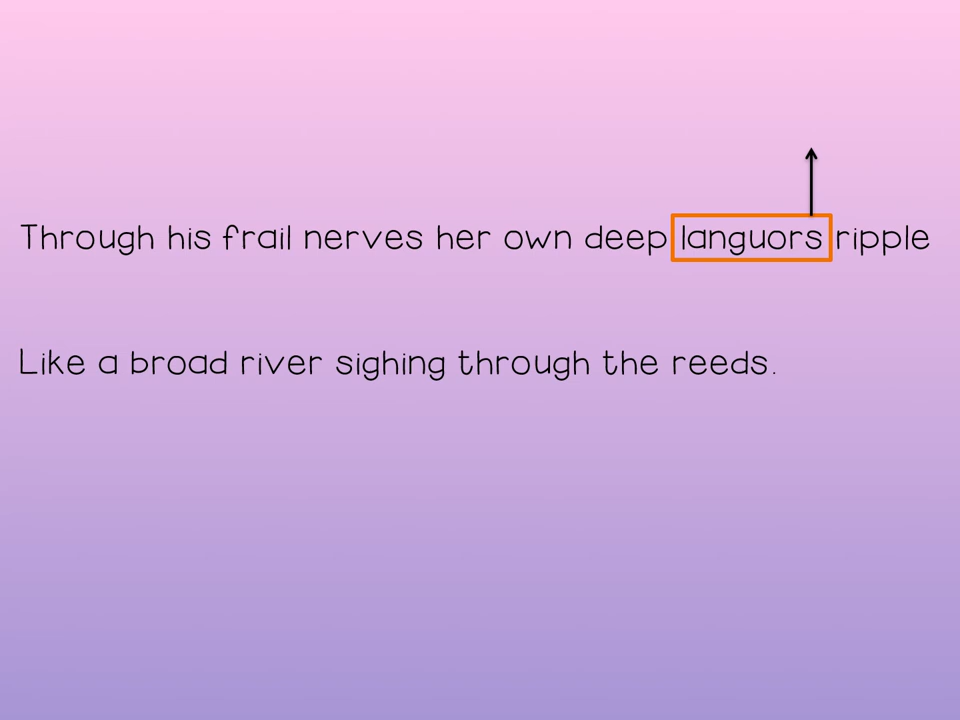 Through his frail nerves her own deep languors ripple
Like a broad river sighing through the reeds.